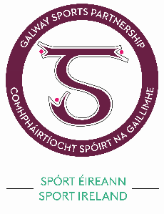 GALWAY SPORTS PARTNERSHIP
COMHPHÁIRTÍOCHT SPÓIRT NA GAILLIMHE
SPÓRT ÉIREANN
SPORT IRELAND